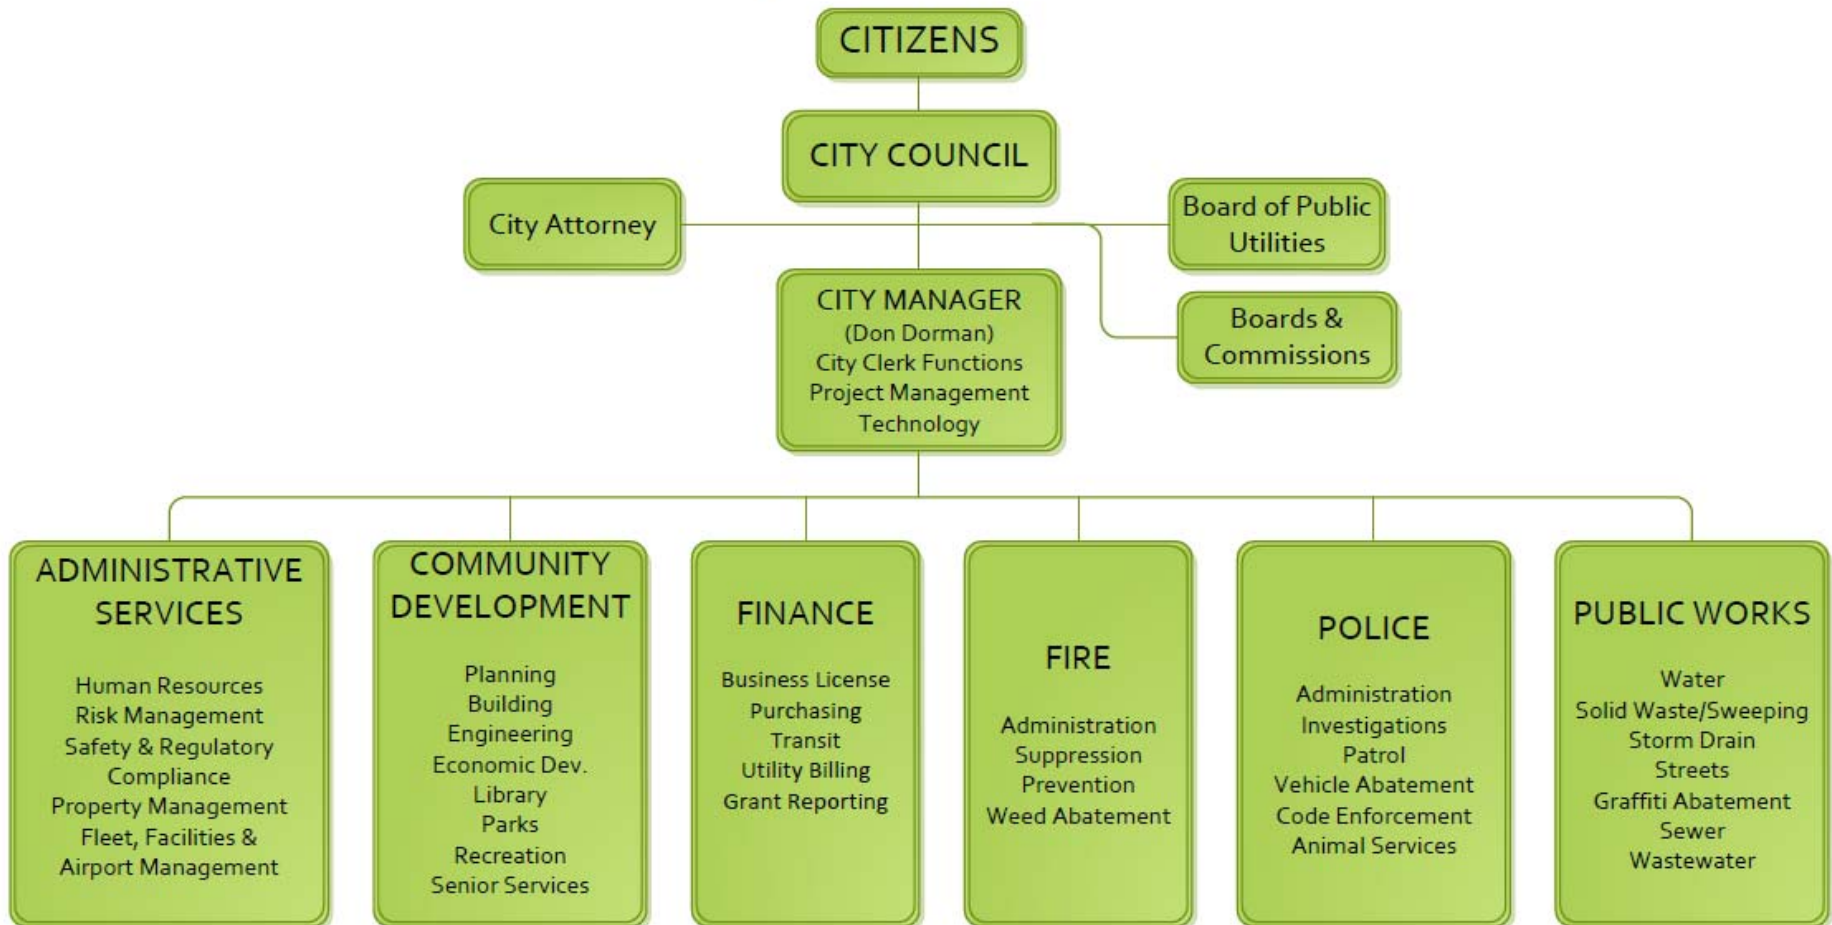 CITIZENS
CITY COUNCIL
City Attorney
Board of Public
Utilities
Boards &
Commissions
CITY MANAGER
(Don Dorman)
City Clerk Functions
Project Management
Technology
ADMINISTRATIVE
SERVICES
Human Resources
Risk Management
Safety & Regulatory
Compliance
Property Management
Fleet, Facilities &
Airport Management
COMMUNITY
DEVELOPMENT
Planning
Building
Engineering
Economic Dev.
Library
Parks
Recreation
Senior Services
FINANCE
Business License
Purchasing
Transit
Utility Billing
Grant Reporting
FIRE
Administration
Suppression
Prevention
Weed Abatement
POLICE
Administration
Investigations
Patrol
Vehicle Abatement
Code Enforcement
Animal Services
PUBLIC WORKS
Water
Solid Waste/Sweeping
Storm Drain
Streets
Graffiti Abatement
Sewer
Wastewater